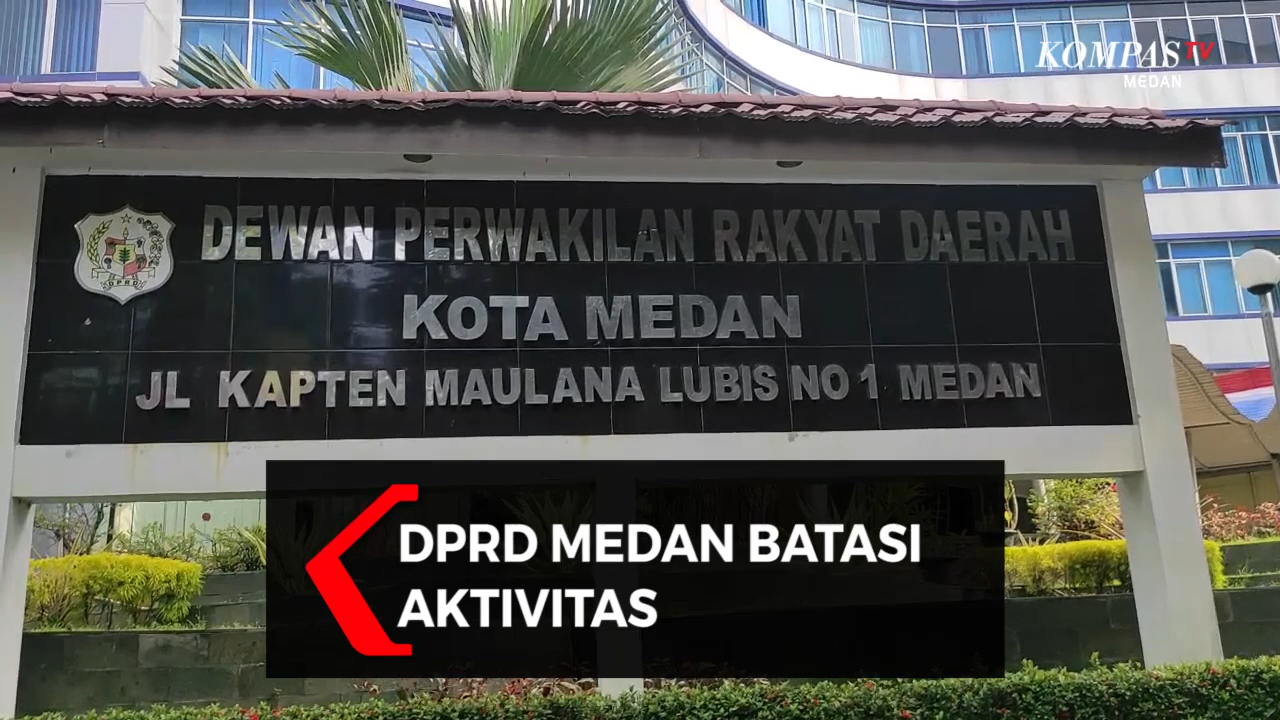 KOMPAS TV
MEDAN
DEWAN PERWAKILAN RAKYAT DAERAH
DPRD
KOTA MEDAN
JL KAPTEN MAULANA LUBIS NO 1 MEDAN
DPRD MEDAN BATASI
AKTIVITAS